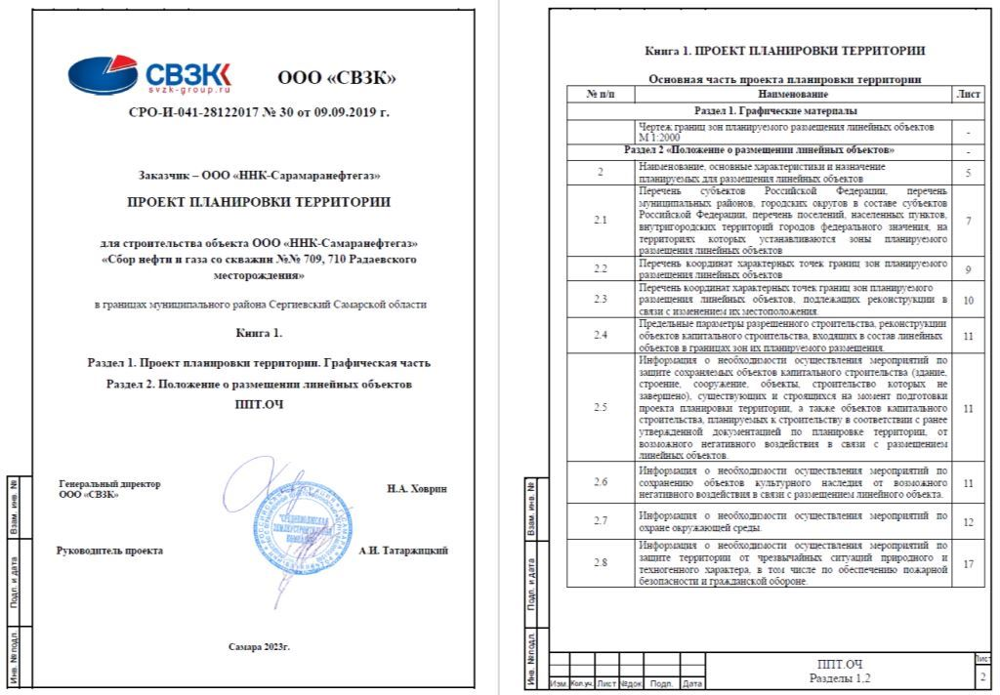 СВЗК
svzk-group.ru
ООО «СВЗК»
СРО-И-041-28122017 № 30 от 09.09.2019 г.
Заказчик – ООО «ННК-Сарамаранефтегаз»
ПРОЕКТ ПЛАНИРОВКИ ТЕРРИТОРИИ
для строительства объекта ООО «ННК-Самаранефтегаз»
«Сбор нефти и газа со скважин №№ 709, 710 Радаевского
месторождения»
в границах муниципального района Сергиевский Самарской области
Книга 1.
Раздел 1. Проект планировки территории. Графическая часть
Раздел 2. Положение о размещении линейных объектов
ППТ.ОЧ
Генеральный директор
ООО «СВЗК»
Н.А. Ховрин
Руководитель проекта
А.И. Татаржицкий
Самара 2023г.
Взам. инв. №
Подп. и дата
Инв. № подл.
Книга 1. ПРОЕКТ ПЛАНИРОВКИ ТЕРРИТОРИИ
Основная часть проекта планировки территории
№ п/п Наименование Лист
Раздел 1. Графические материалы
Чертеж границ зон планируемого размещения линейных объектов
М 1:2000 -
Раздел 2 «Положение о размещении линейных объектов» -
2 Наименование, основные характеристики и назначение
планируемых для размещения линейных объектов 5
Перечень субъектов Российской Федерации, перечень
муниципальных районов, городских округов в составе субъектов
Российской Федерации, перечень поселений, населенных пунктов,
2.1 внутригородских территорий городов федерального значения, на 7
территориях которых устанавливаются зоны планируемого
размещения линейных объектов
2.2 Перечень координат характерных точек границ зон планируемого 9
размещения линейных объектов
Перечень координат характерных точек границ зон планируемого
2.3 размещения линейных объектов, подлежащих реконструкции в 10
связи с изменением их местоположения.
Предельные параметры разрешенного строительства, реконструкции
2.4 объектов капитального строительства, входящих в состав линейных 11
объектов в границах зон их планируемого размещения.
Информация о необходимости осуществления мероприятий по
защите сохраняемых объектов капитального строительства (здание,
строение, сооружение, объекты, строительство которых не
завершено), существующих и строящихся на момент подготовки
2.5 проекта планировки территории, а также объектов капитального 11
строительства, планируемых к строительству в соответствии с ранее
утвержденной документацией по планировке территории, от
возможного негативного воздействия в связи с размещением
линейных объектов.
Информация о необходимости осуществления мероприятий по
2.6 сохранению объектов культурного наследия от возможного 11
негативного воздействия в связи с размещением линейного объекта.
2.7 Информация о необходимости осуществления мероприятий по 12
охране окружающей среды.
Информация о необходимости осуществления мероприятий по
2.8 защите территории от чрезвычайных ситуаций природного и 17
техногенного характера, в том числе по обеспечению пожарной
безопасности и гражданской обороне.
Взам. инв. №
Подп. и дата
Инв. №подл.
Изм. Кол.уч. Лист №док. Подп. Дата
ППТ.ОЧ
Разделы 1,2
Лист
2